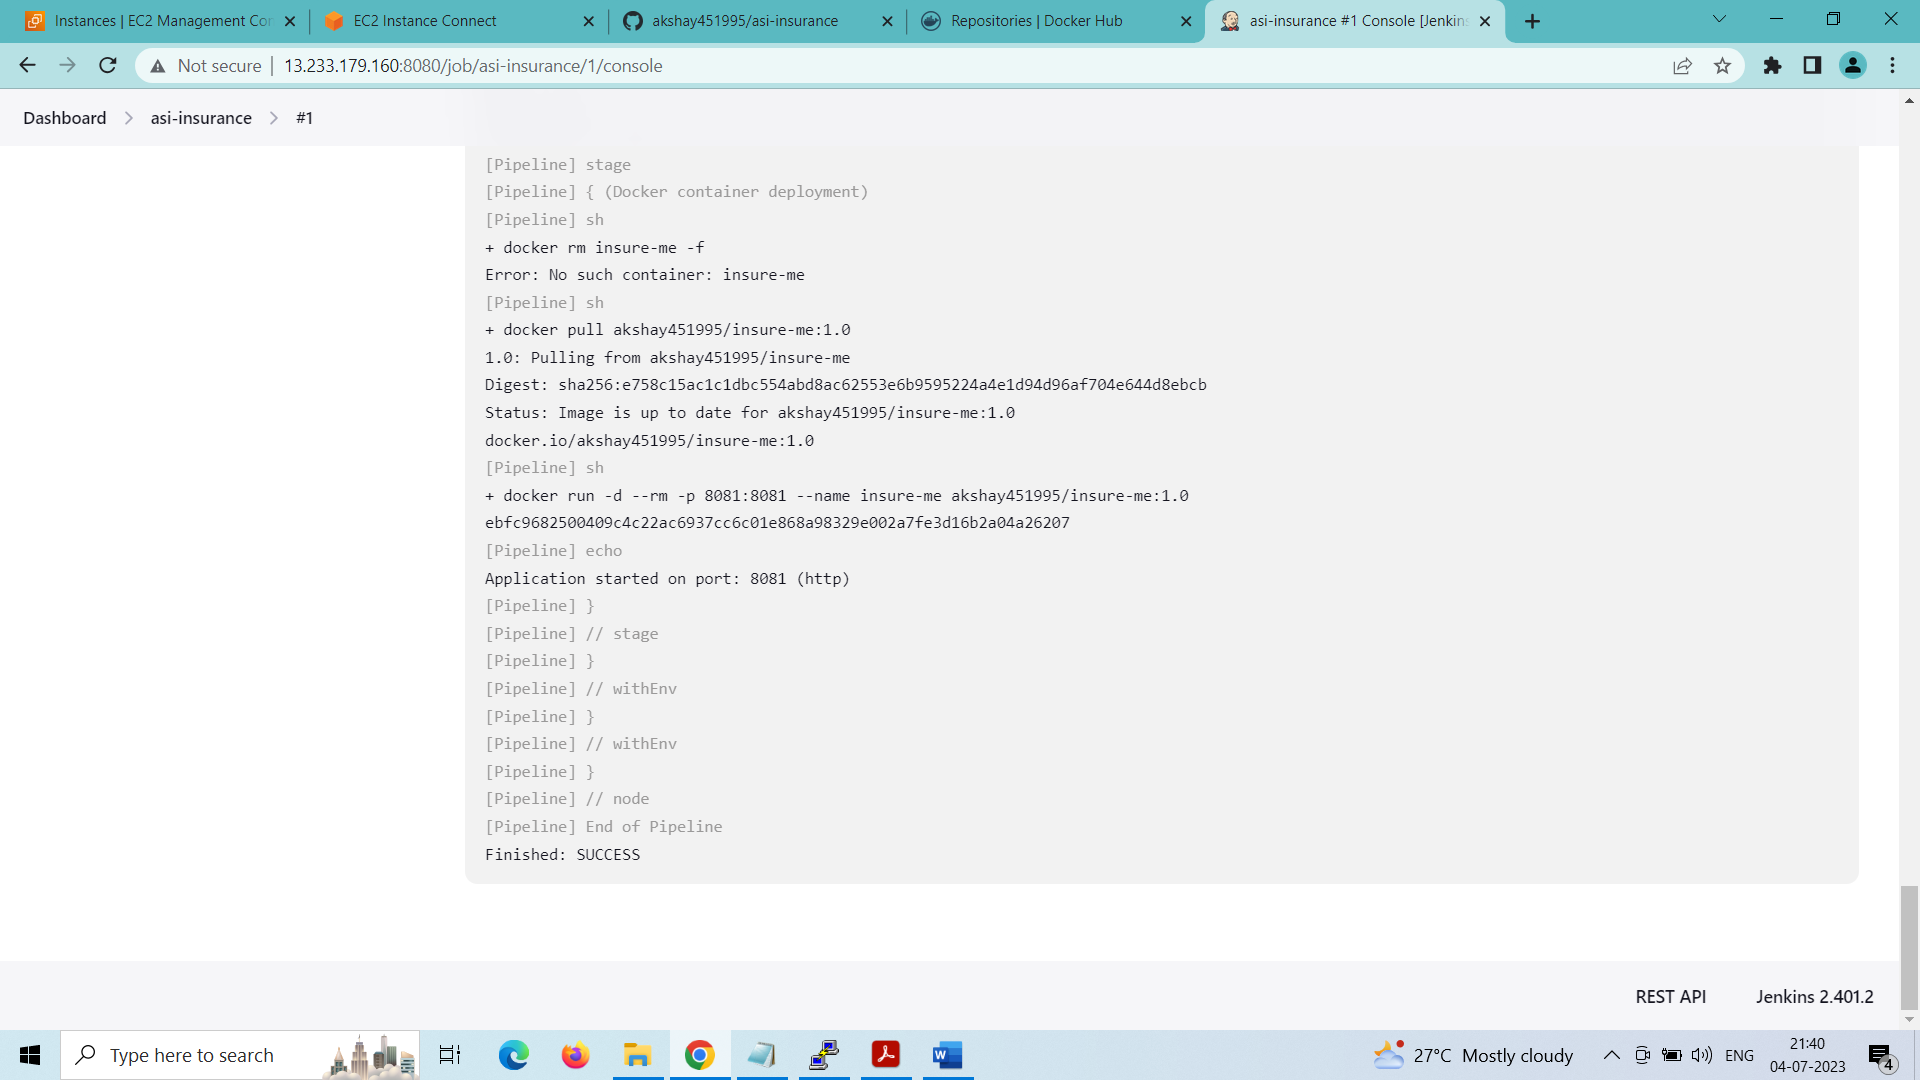 Instances | EC2 Management Con
EC2 Instance Connect
akshay451995/asi-insurance
Repositories | Docker Hub
asi-insurance #1 Console [Jenkins
Not secure
13.233.179.160:8080/job/asi-insurance/1/console
Dashboard
asi-insurance
#1
[Pipeline] stage
[Pipeline] { (Docker container deployment)
[Pipeline] sh
+ docker rm insure-me -f
Error: No such container: insure-me
[Pipeline] sh
+ docker pull akshay451995/insure-me:1.0
1.0: Pulling from akshay451995/insure-me
Digest: sha256:e758c15ac1c1dbc554abd8ac62553e6b9595224a4e1d94d96af704e644d8ebcb
Status: Image is up to date for akshay451995/insure-me:1.0
docker.io/akshay451995/insure-me:1.0
[Pipeline] sh
+ docker run -d --rm -p 8081:8081 --name insure-me akshay451995/insure-me:1.0
ebfc9682500409c4c22ac6937cc6c01e868a98329e002a7fe3d16b2a04a26207
[Pipeline] echo
Application started on port: 8081 (http)
[Pipeline] }
[Pipeline] // stage
[Pipeline] }
[Pipeline] // withEnv
[Pipeline] }
[Pipeline] // withEnv
[Pipeline] }
[Pipeline] // node
[Pipeline] End of Pipeline
Finished: SUCCESS
REST API
Jenkins 2.401.2
Type here to search
27°C Mostly cloudy
ENG
21:40
04-07-2023
4